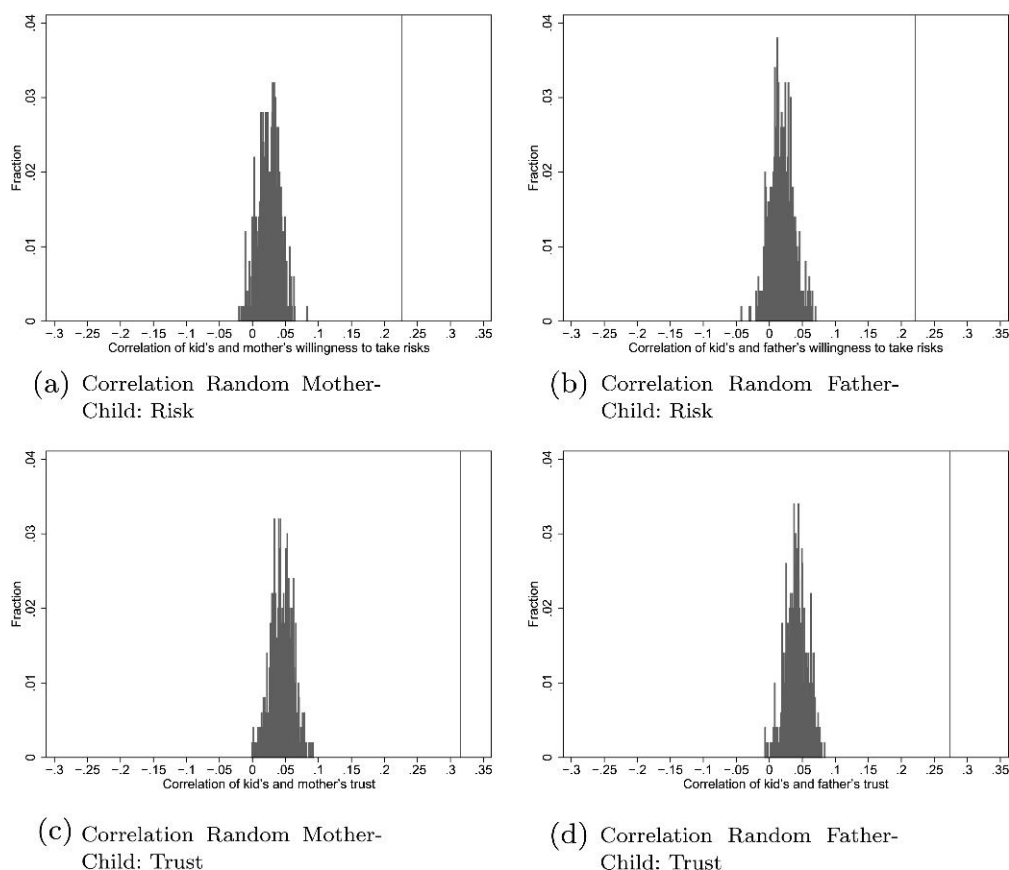 .04
.03
.02
.01
0
Fraction
-.3 -.25 -.2 -.15 -.1 -.05 0 .05 .1 .15 .2 .25 .3 .35
Correlation of kid's and mother's willingness to take risks
(a) Correlation Random Mother-
Child: Risk
.04
.03
.02
.01
0
Fraction
-.3 -.25 -.2 -.15 -.1 -.05 0 .05 .1 .15 .2 .25 .3 .35
Correlation of kid's and father's willingness to take risks
(b) Correlation Random Father-
Child: Risk
.04
.03
.02
.01
0
Fraction
-.3 -.25 -.2 -.15 -.1 -.05 0 .05 .1 .15 .2 .25 .3 .35
Correlation of kid's and mother's trust
(c) Correlation Random Mother-
Child: Trust
.04
.03
.02
.01
0
Fraction
-.3 -.25 -.2 -.15 -.1 -.05 0 .05 .1 .15 .2 .25 .3 .35
Correlation of kid's and father's trust
(d) Correlation Random Father-
Child: Trust